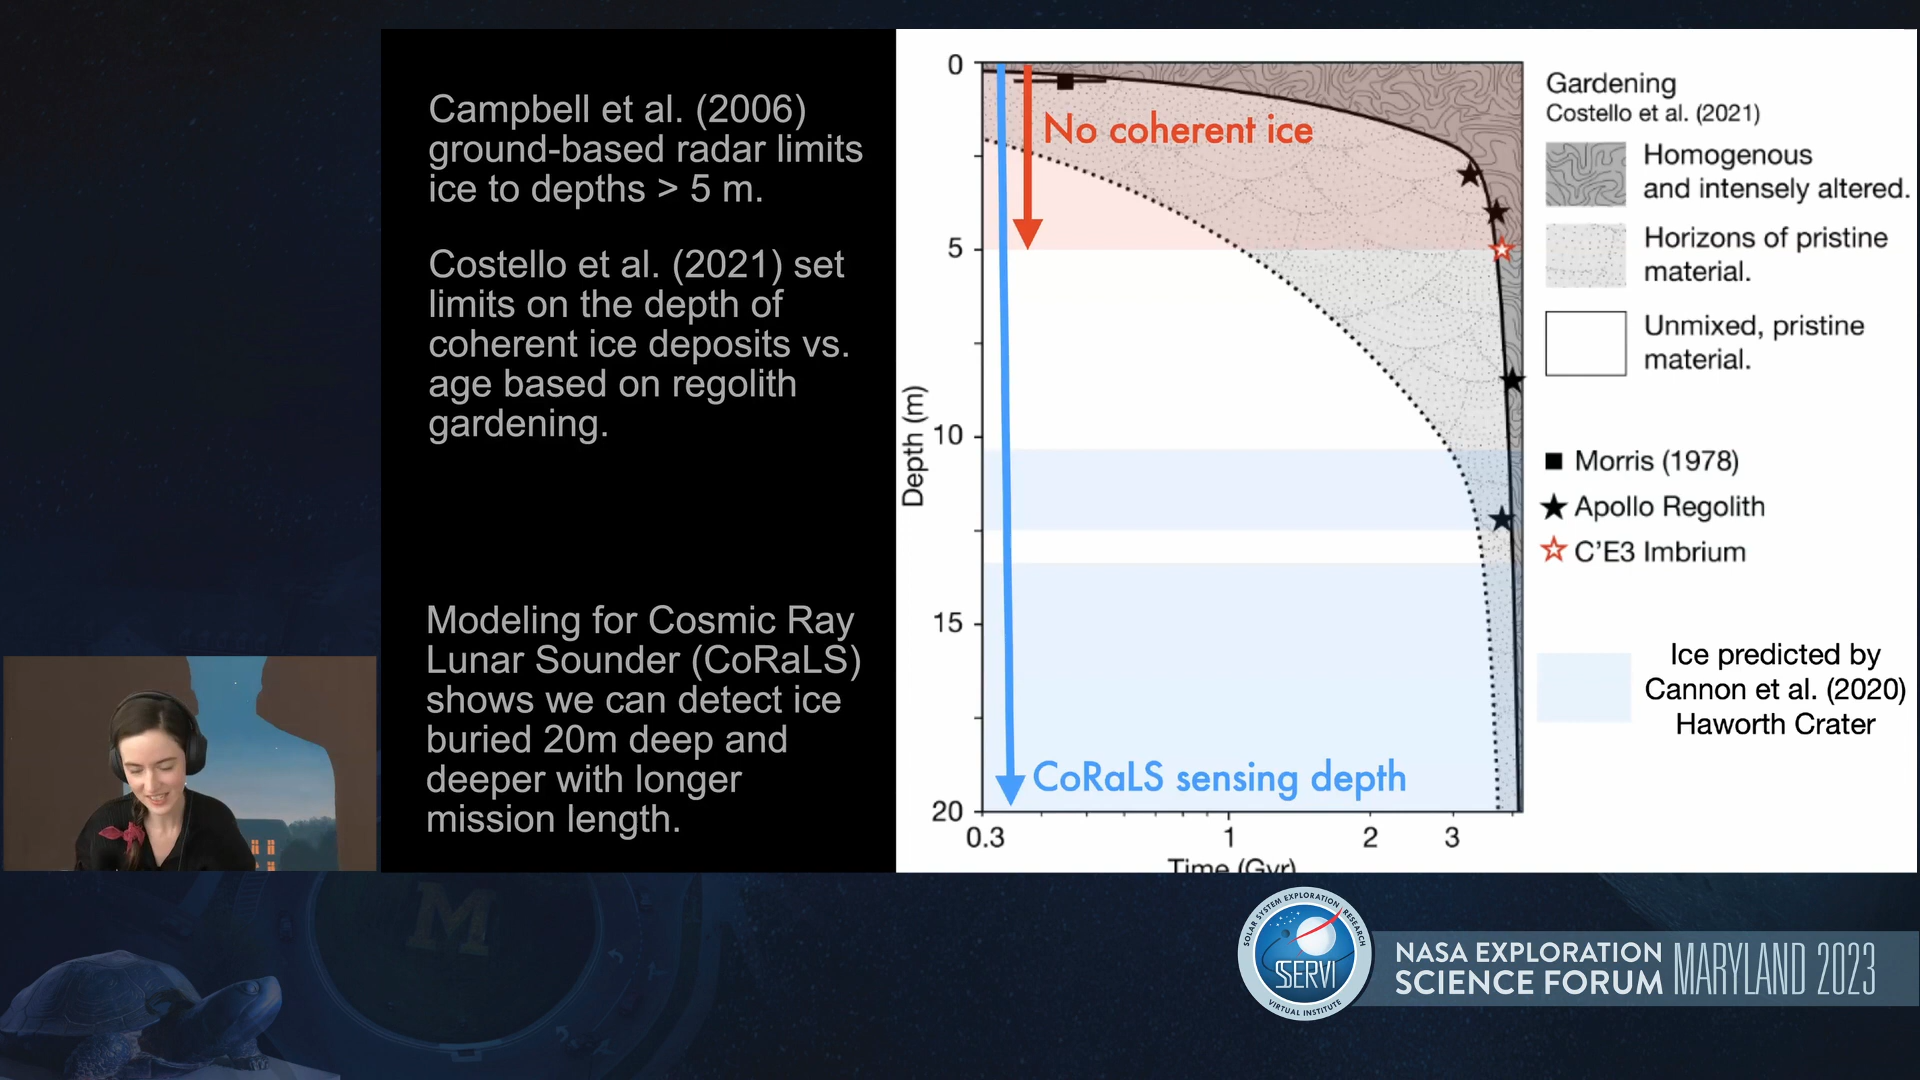 Campbell et al. (2006)
ground-based radar limits
ice to depths > 5 m.
Costello et al. (2021) set
limits on the depth of
coherent ice deposits vs.
age based on regolith
gardening.
Modeling for Cosmic Ray
Lunar Sounder (CoRaLS)
shows we can detect ice
buried 20m deep and
deeper with longer
mission length.
0
5
10
15
20
Depth (m)
No coherent ice
CoRaLS sensing depth
0.3
1
2
3
Time (Gyr)
Gardening
Costello et al. (2021)
Homogenous
and intensely altered.
Horizons of pristine
material.
Unmixed, pristine
material.
Morris (1978)
Apollo Regolith
C'E3 Imbrium
Ice predicted by
Cannon et al. (2020)
Haworth Crater
M
SOLAR SYSTEM EXPLORATION RESEARCH
SSERVI
VIRTUAL INSTITUTE
NASA EXPLORATION
SCIENCE FORUM
MARYLAND 2023